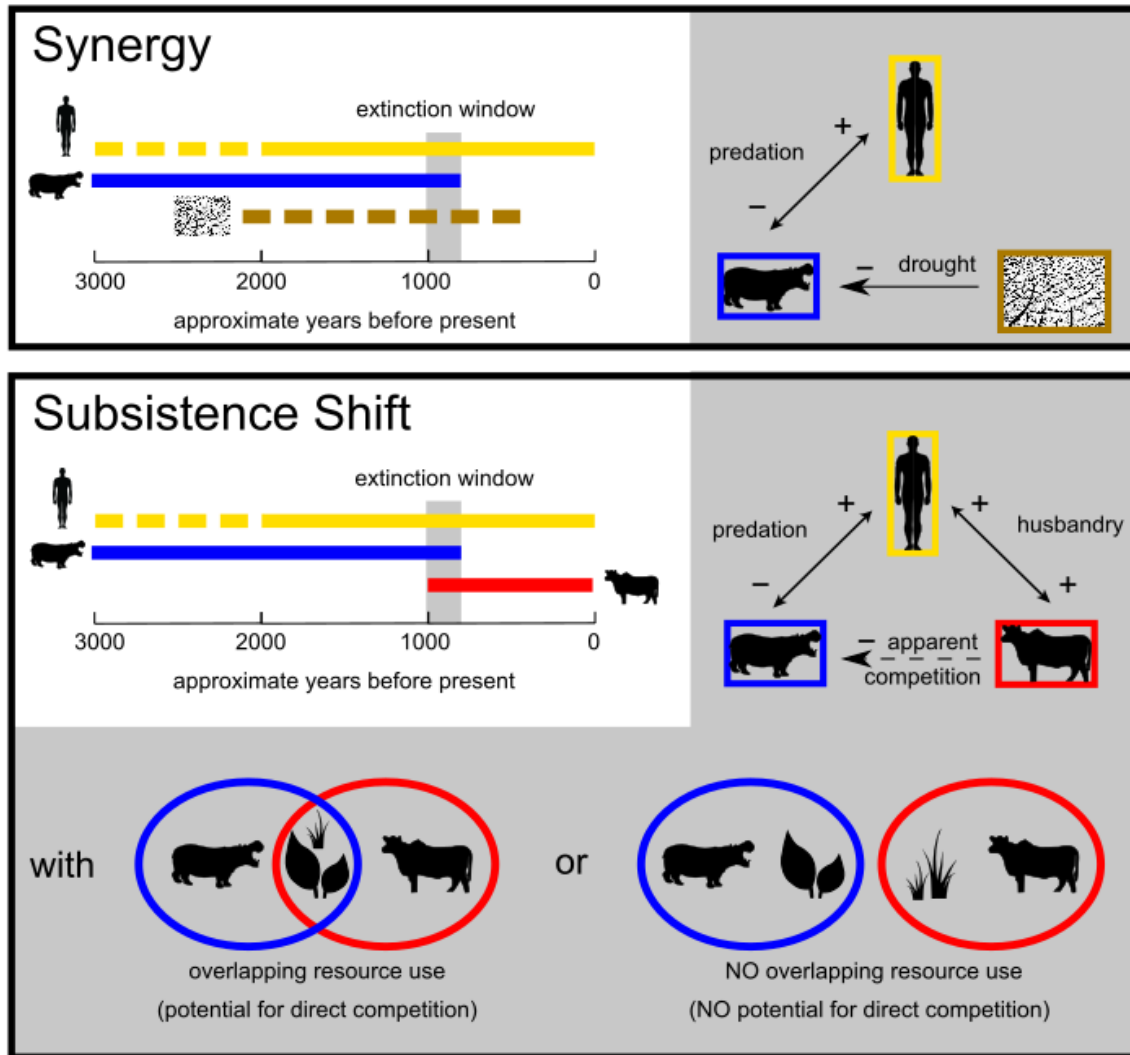 Synergy
extinction window
3000 2000 1000 0
approximate years before present
+
predation
−
− drought
Subsistence Shift
extinction window
3000 2000 1000 0
approximate years before present
+ +
predation husbandry
− +
− apparent
competition
with
overlapping resource use
(potential for direct competition)
or
NO overlapping resource use
(NO potential for direct competition)